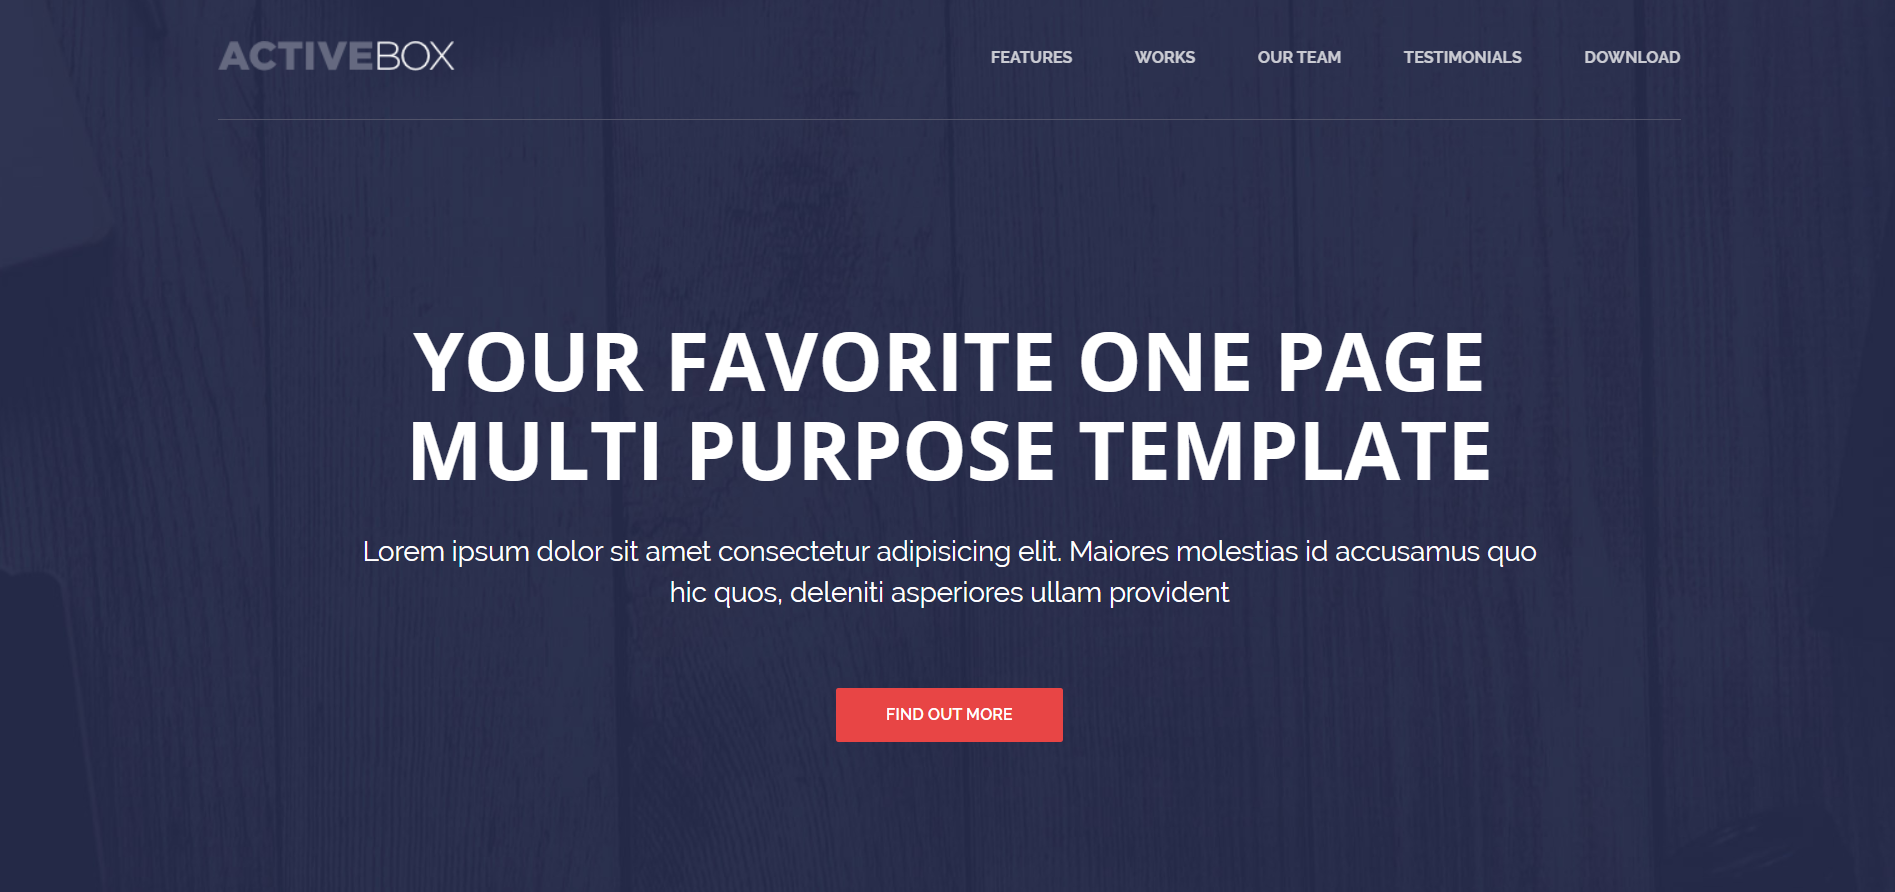 ACTIVEBOX
FEATURES WORKS OUR TEAM TESTIMONIALS DOWNLOAD
YOUR FAVORITE ONE PAGE
MULTI PURPOSE TEMPLATE
Lorem ipsum dolor sit amet consectetur adipisicing elit. Maiores molestias id accusamus quo
hic quos, deleniti asperiores ullam provident
FIND OUT MORE